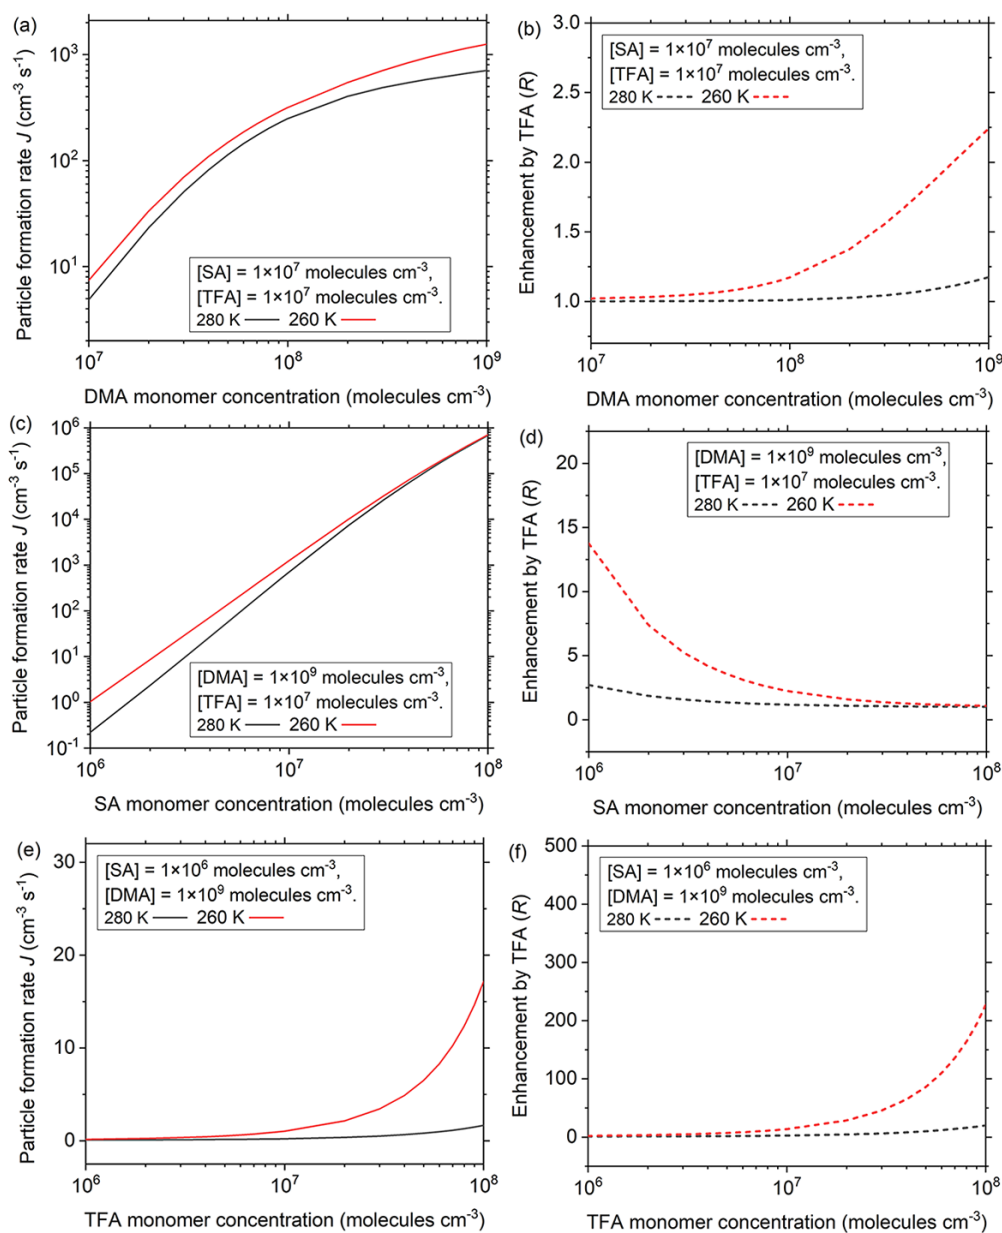 (a)
Particle formation rate J (cm⁻³ s⁻¹)
10³
10²
10¹
[SA] = 1×10⁷ molecules cm⁻³,
[TFA] = 1×10⁷ molecules cm⁻³.
280 K 260 K
10⁷ 10⁸ 10⁹
DMA monomer concentration (molecules cm⁻³)
(b)
Enhancement by TFA (R)
3.0
2.5
2.0
1.5
1.0
[SA] = 1×10⁷ molecules cm⁻³,
[TFA] = 1×10⁷ molecules cm⁻³.
280 K 260 K
10⁷ 10⁸ 10⁹
DMA monomer concentration (molecules cm⁻³)
(c)
Particle formation rate J (cm⁻³ s⁻¹)
10⁶
10⁵
10⁴
10³
10²
10¹
10⁰
10⁻¹
[DMA] = 1×10⁹ molecules cm⁻³,
[TFA] = 1×10⁷ molecules cm⁻³.
280 K 260 K
10⁶ 10⁷ 10⁸
SA monomer concentration (molecules cm⁻³)
(d)
Enhancement by TFA (R)
20
15
10
5
0
[DMA] = 1×10⁹ molecules cm⁻³,
[TFA] = 1×10⁷ molecules cm⁻³.
280 K 260 K
10⁶ 10⁷ 10⁸
SA monomer concentration (molecules cm⁻³)
(e)
Particle formation rate J (cm⁻³ s⁻¹)
30
20
10
0
[SA] = 1×10⁶ molecules cm⁻³,
[DMA] = 1×10⁹ molecules cm⁻³.
280 K 260 K
10⁶ 10⁷ 10⁸
TFA monomer concentration (molecules cm⁻³)
(f)
Enhancement by TFA (R)
500
400
300
200
100
0
[SA] = 1×10⁶ molecules cm⁻³,
[DMA] = 1×10⁹ molecules cm⁻³.
280 K 260 K
10⁶ 10⁷ 10⁸
TFA monomer concentration (molecules cm⁻³)